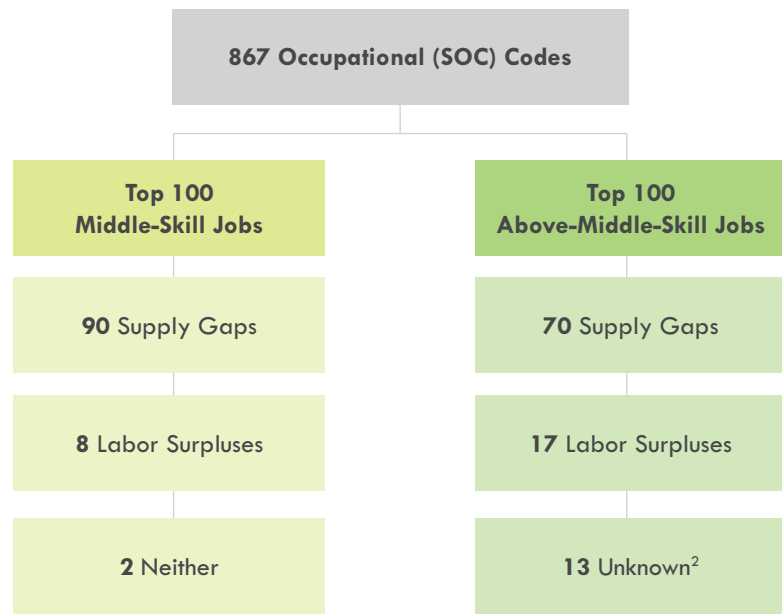 867 Occupational (SOC) Codes
Top 100
Middle-Skill Jobs
90 Supply Gaps
8 Labor Surpluses
2 Neither
Top 100
Above-Middle-Skill Jobs
70 Supply Gaps
17 Labor Surpluses
13 Unknown²